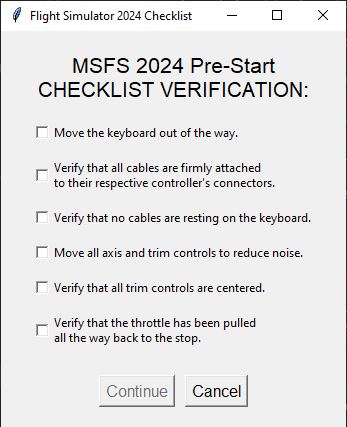 Flight Simulator 2024 Checklist
MSFS 2024 Pre-Start
CHECKLIST VERIFICATION:
Move the keyboard out of the way.
Verify that all cables are firmly attached
to their respective controller's connectors.
Verify that no cables are resting on the keyboard.
Move all axis and trim controls to reduce noise.
Verify that all trim controls are centered.
Verify that the throttle has been pulled
all the way back to the stop.
Continue
Cancel